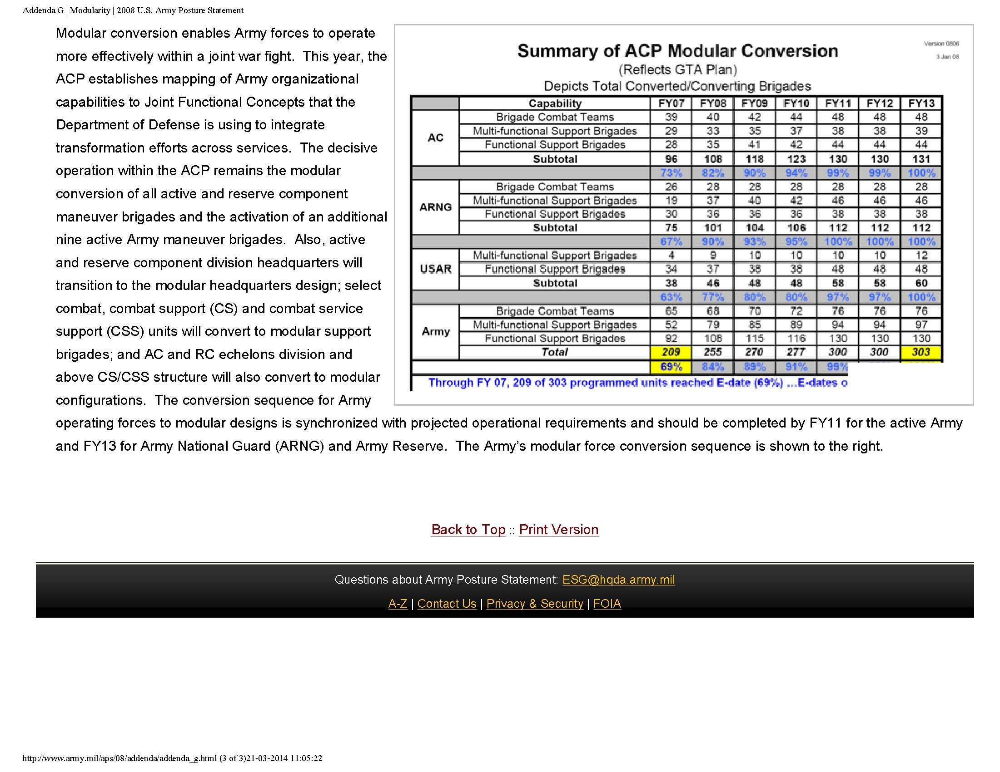 Addenda G | Modularity | 2008 U.S. Army Posture Statement
Modular conversion enables Army forces to operate
more effectively within a joint war fight.  This year, the
ACP establishes mapping of Army organizational
capabilities to Joint Functional Concepts that the
Department of Defense is using to integrate
transformation efforts across services.  The decisive
operation within the ACP remains the modular
conversion of all active and reserve component
maneuver brigades and the activation of an additional
nine active Army maneuver brigades.  Also, active
and reserve component division headquarters will
transition to the modular headquarters design; select
combat, combat support (CS) and combat service
support (CSS) units will convert to modular support
brigades; and AC and RC echelons division and
above CS/CSS structure will also convert to modular
configurations.  The conversion sequence for Army
operating forces to modular designs is synchronized with projected operational requirements and should be completed by FY11 for the active Army
and FY13 for Army National Guard (ARNG) and Army Reserve.  The Army’s modular force conversion sequence is shown to the right.
Version 0806
3 Jan 08
Summary of ACP Modular Conversion
(Reflects GTA Plan)
Depicts Total Converted/Converting Brigades
Capability FY07 FY08 FY09 FY10 FY11 FY12 FY13
AC
Brigade Combat Teams 39 40 42 44 48 48 48
Multi-functional Support Brigades 29 33 35 37 38 38 39
Functional Support Brigades 28 35 41 42 44 44 44
Subtotal 96 108 118 123 130 130 131
73% 82% 90% 94% 99% 99% 100%
ARNG
Brigade Combat Teams 26 28 28 28 28 28 28
Multi-functional Support Brigades 19 37 40 42 46 46 46
Functional Support Brigades 30 36 36 36 38 38 38
Subtotal 75 101 104 106 112 112 112
67% 90% 93% 95% 100% 100% 100%
USAR
Multi-functional Support Brigades 4 9 10 10 10 10 12
Functional Support Brigades 34 37 38 38 48 48 48
Subtotal 38 46 48 48 58 58 60
63% 77% 80% 80% 97% 97% 100%
Army
Brigade Combat Teams 65 68 70 72 76 76 76
Multi-functional Support Brigades 52 79 85 89 94 94 97
Functional Support Brigades 92 108 115 116 130 130 130
Total 209 255 270 277 300 300 303
69% 84% 89% 91% 99%
Through FY 07, 209 of 303 programmed units reached E-date (69%) ...E-dates o
Back to Top :: Print Version
Questions about Army Posture Statement: ESG@hqda.army.mil
A-Z | Contact Us | Privacy & Security | FOIA
http://www.army.mil/aps/08/addenda/addenda_g.html (3 of 3)21-03-2014 11:05:22